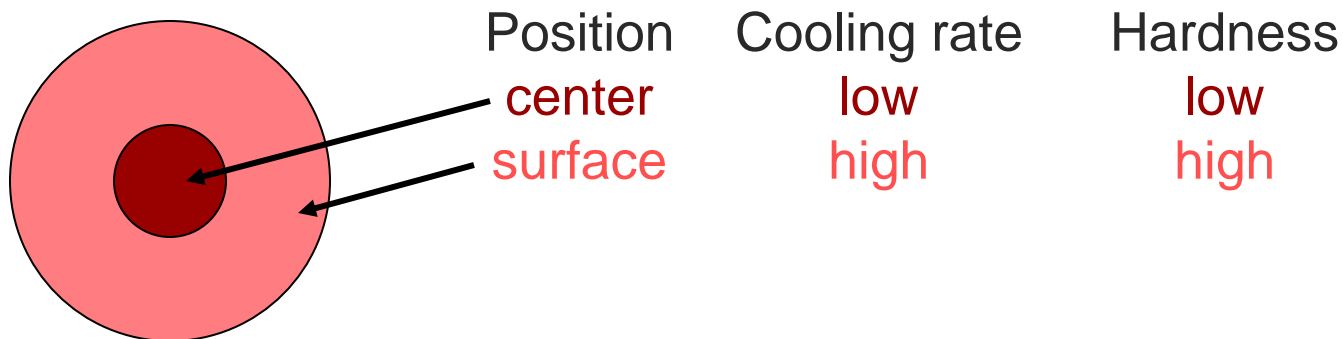 Position Cooling rate Hardness
center low low
surface high high